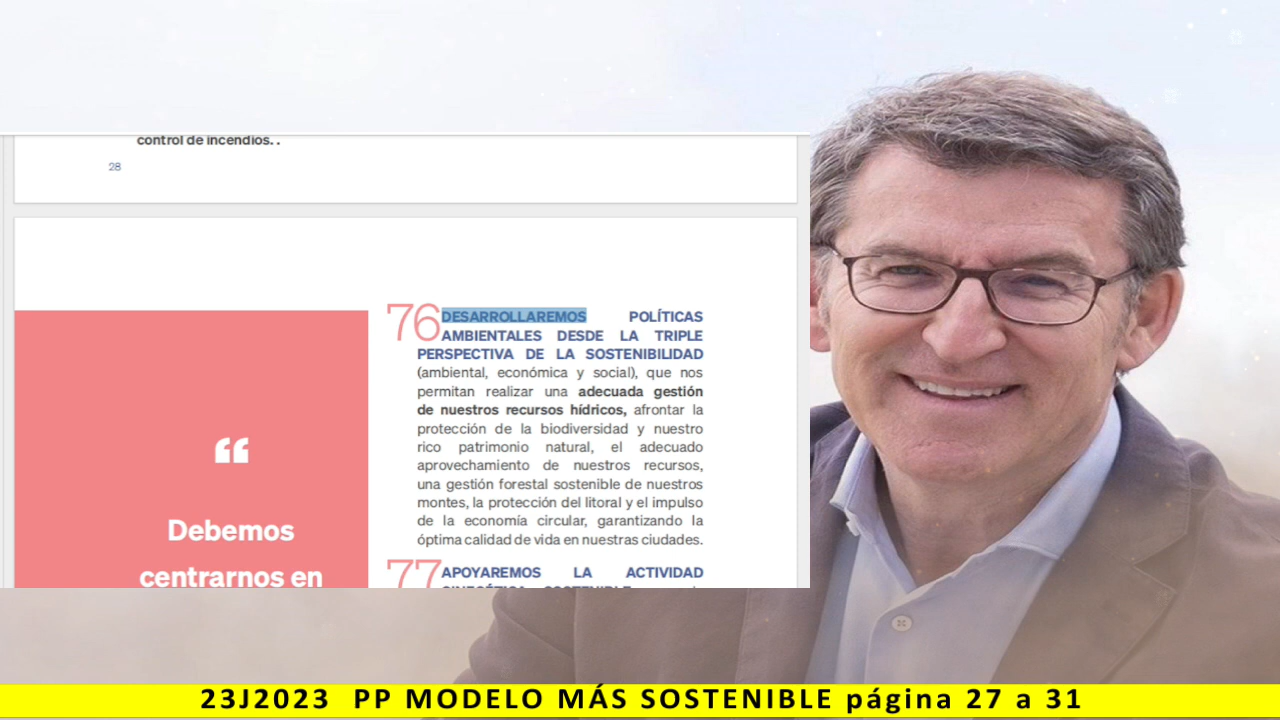 control de incendios. .
28
“
Debemos
centrarnos en
76
DESARROLLAREMOS POLÍTICAS
AMBIENTALES DESDE LA TRIPLE
PERSPECTIVA DE LA SOSTENIBILIDAD
(ambiental, económica y social), que nos
permitan realizar una adecuada gestión
de nuestros recursos hídricos, afrontar la
protección de la biodiversidad y nuestro
rico patrimonio natural, el adecuado
aprovechamiento de nuestros recursos,
una gestión forestal sostenible de nuestros
montes, la protección del litoral y el impulso
de la economía circular, garantizando la
óptima calidad de vida en nuestras ciudades.
77
APOYAREMOS LA ACTIVIDAD
23J2023 PP MODELO MÁS SOSTENIBLE página 27 a 31